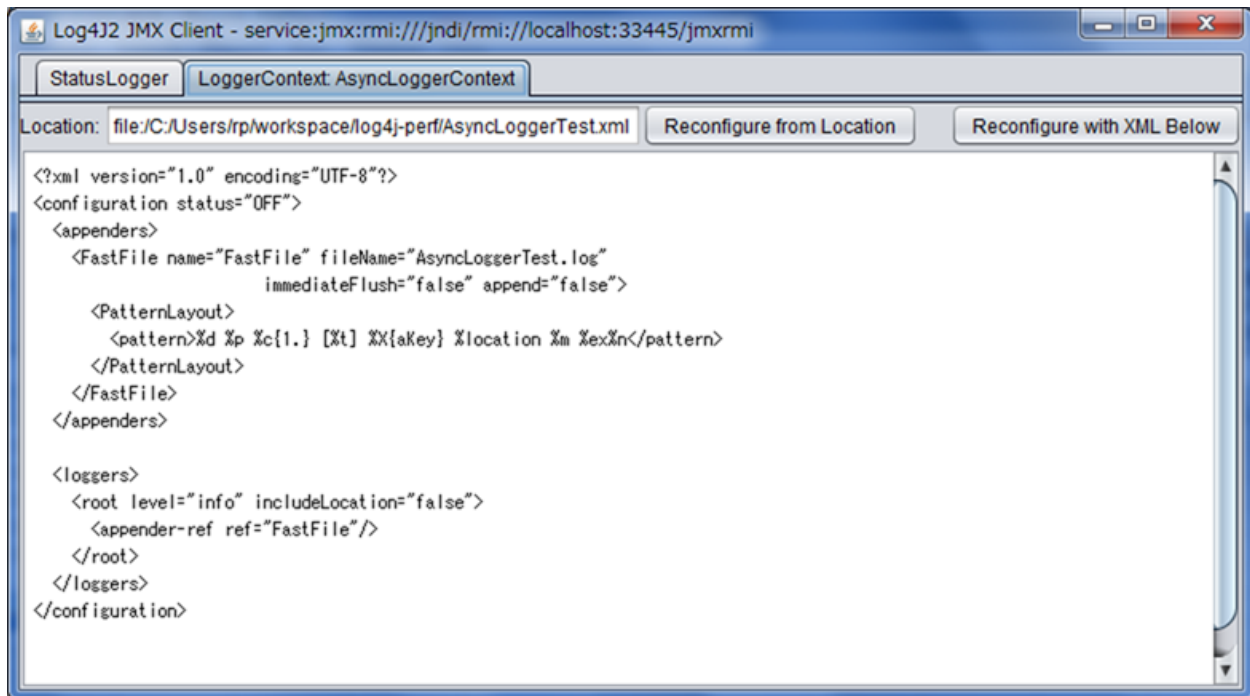 Log4J2 JMX Client - service:jmx:rmi:///jndi/rmi://localhost:33445/jmxrmi
StatusLogger LoggerContext: AsyncLoggerContext
Location: file:/C:/Users/rp/workspace/log4j-perf/AsyncLoggerTest.xml Reconfigure from Location Reconfigure with XML Below
<?xml version="1.0" encoding="UTF-8"?>
<configuration status="OFF">
  <appenders>
    <FastFile name="FastFile" fileName="AsyncLoggerTest.log"
                        immediateFlush="false" append="false">
      <PatternLayout>
        <pattern>%d %p %c{1.} [%t] %X{aKey} %location %m %ex%n</pattern>
      </PatternLayout>
    </FastFile>
  </appenders>

  <loggers>
    <root level="info" includeLocation="false">
      <appender-ref ref="FastFile"/>
    </root>
  </loggers>
</configuration>